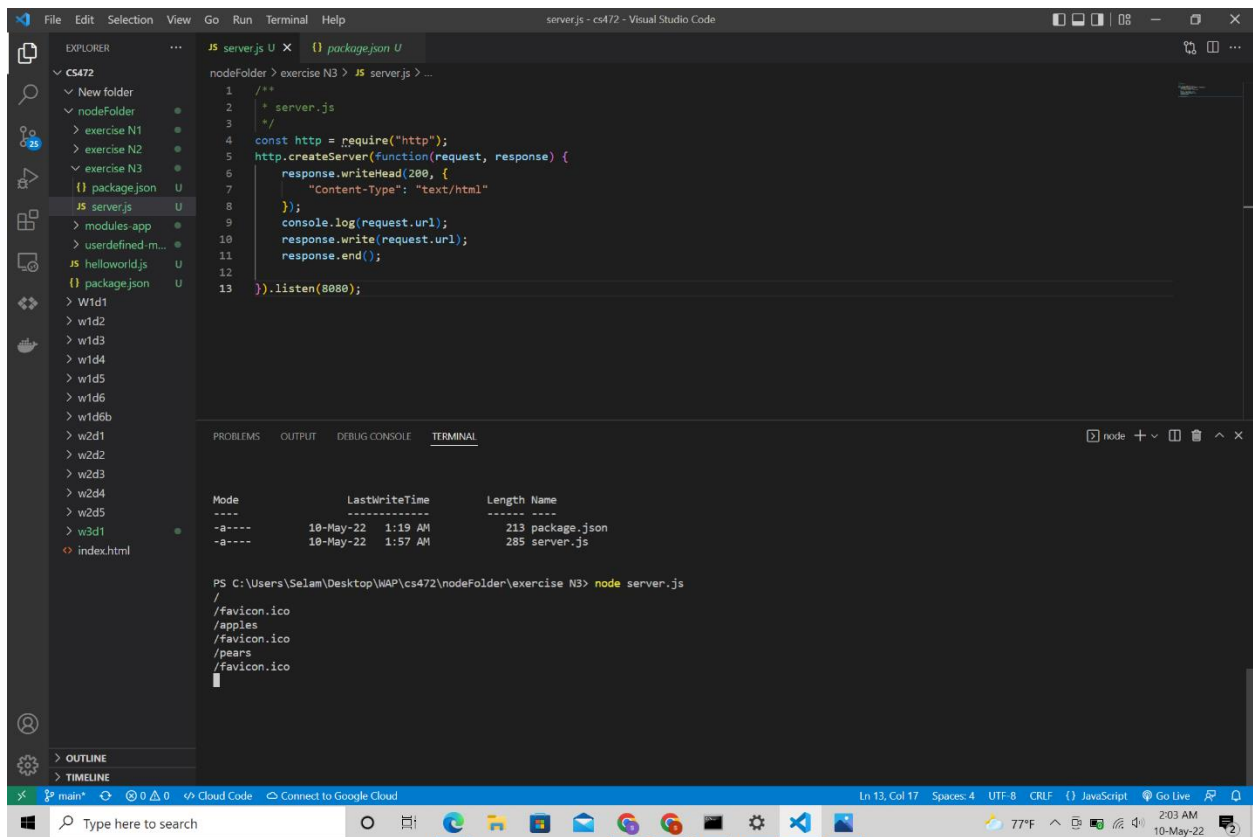 File Edit Selection View Go Run Terminal Help
server.js - cs472 - Visual Studio Code
EXPLORER
CS472
New folder
nodeFolder
exercise N1
exercise N2
exercise N3
{} package.json U
JS server.js U
modules-app
userdefined-m...
JS helloworld.js U
{} package.json U
W1d1
w1d2
w1d3
w1d4
w1d5
w1d6
w1d6b
w2d1
w2d2
w2d3
w2d4
w2d5
w3d1
index.html
OUTLINE
TIMELINE
25
JS server.js U {} package.json U
nodeFolder > exercise N3 > JS server.js > ...
1 /**
2 * server.js
3 */
4 const http = require("http");
5 http.createServer(function(request, response) {
6 response.writeHead(200, {
7 "Content-Type": "text/html"
8 });
9 console.log(request.url);
10 response.write(request.url);
11 response.end();
12
13 }).listen(8080);
PROBLEMS OUTPUT DEBUG CONSOLE TERMINAL
node
Mode LastWriteTime Length Name
---- ------------- ------ ----
-a---- 10-May-22 1:19 AM 213 package.json
-a---- 10-May-22 1:57 AM 285 server.js
PS C:\Users\Selam\Desktop\WAP\cs472\nodeFolder\exercise N3> node server.js
/
/favicon.ico
/apples
/favicon.ico
/pears
/favicon.ico
main* 0 0 Cloud Code Connect to Google Cloud
Ln 13, Col 17 Spaces: 4 UTF-8 CRLF {} JavaScript Go Live
Type here to search
77°F
2:03 AM
10-May-22
2